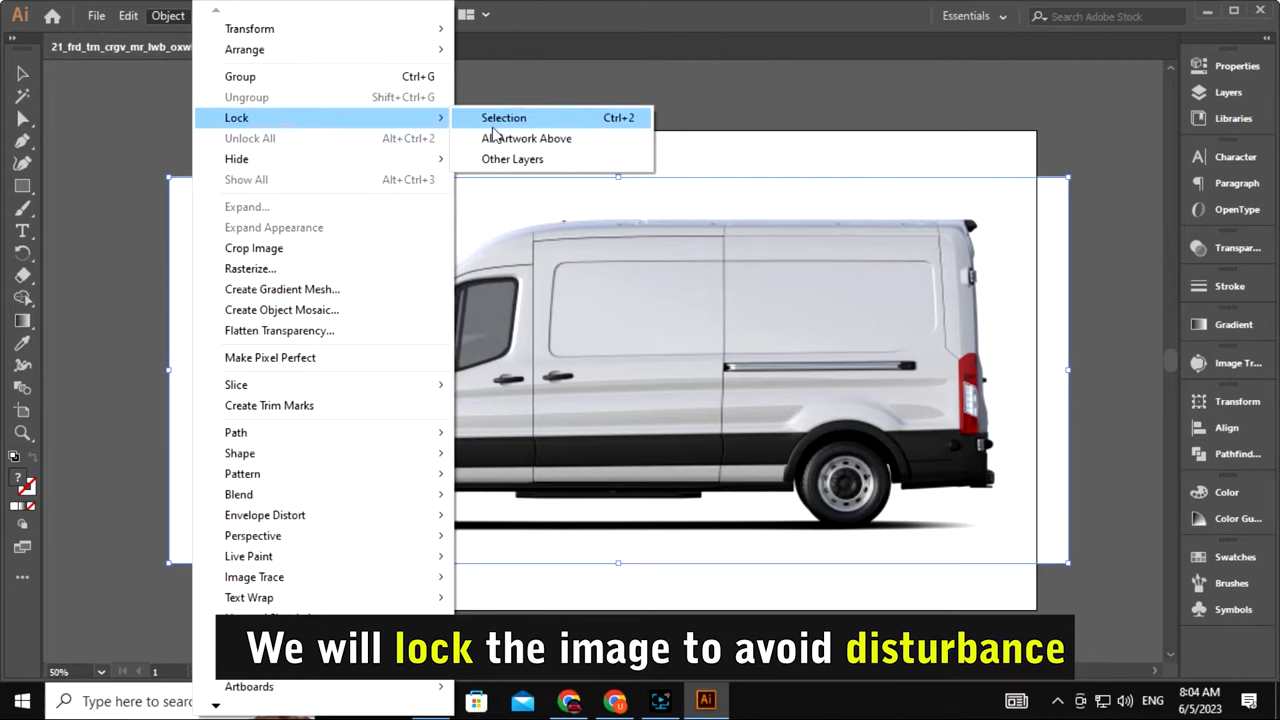 Ai File Edit Object Essentials Search Adobe Stock
21_frd_trn_crgv_mr_lwb_oxw
Transform
Arrange
Group Ctrl+G
Ungroup Shift+Ctrl+G
Lock
Unlock All Alt+Ctrl+2
Hide
Show All Alt+Ctrl+3
Expand...
Expand Appearance
Crop Image
Rasterize...
Create Gradient Mesh...
Create Object Mosaic...
Flatten Transparency...
Make Pixel Perfect
Slice
Create Trim Marks
Path
Shape
Pattern
Blend
Envelope Distort
Perspective
Live Paint
Image Trace
Text Wrap
Artboards
Selection Ctrl+2
All Artwork Above
Other Layers
Properties
Layers
Libraries
Character
Paragraph
OpenType
Transpar...
Stroke
Gradient
Image Tr...
Transform
Align
Pathfin...
Color
Color Gu...
Swatches
Brushes
Symbols
We will lock the image to avoid disturbance
50% 1
Type here to Ai ENG 8:04 AM
6/5/2023